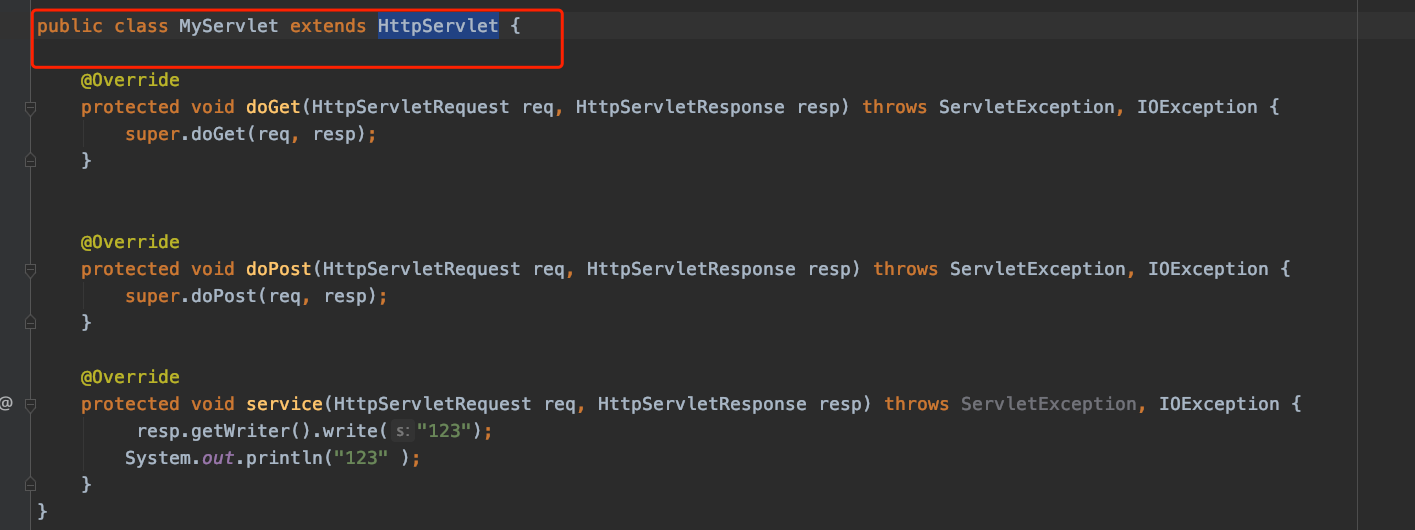 public class MyServlet extends HttpServlet {
@Override
protected void doGet(HttpServletRequest req, HttpServletResponse resp) throws ServletException, IOException {
super.doGet(req, resp);
}
@Override
protected void doPost(HttpServletRequest req, HttpServletResponse resp) throws ServletException, IOException {
super.doPost(req, resp);
}
@Override
@ protected void service(HttpServletRequest req, HttpServletResponse resp) throws ServletException, IOException {
resp.getWriter().write( s: "123");
System.out.println("123" );
}
}